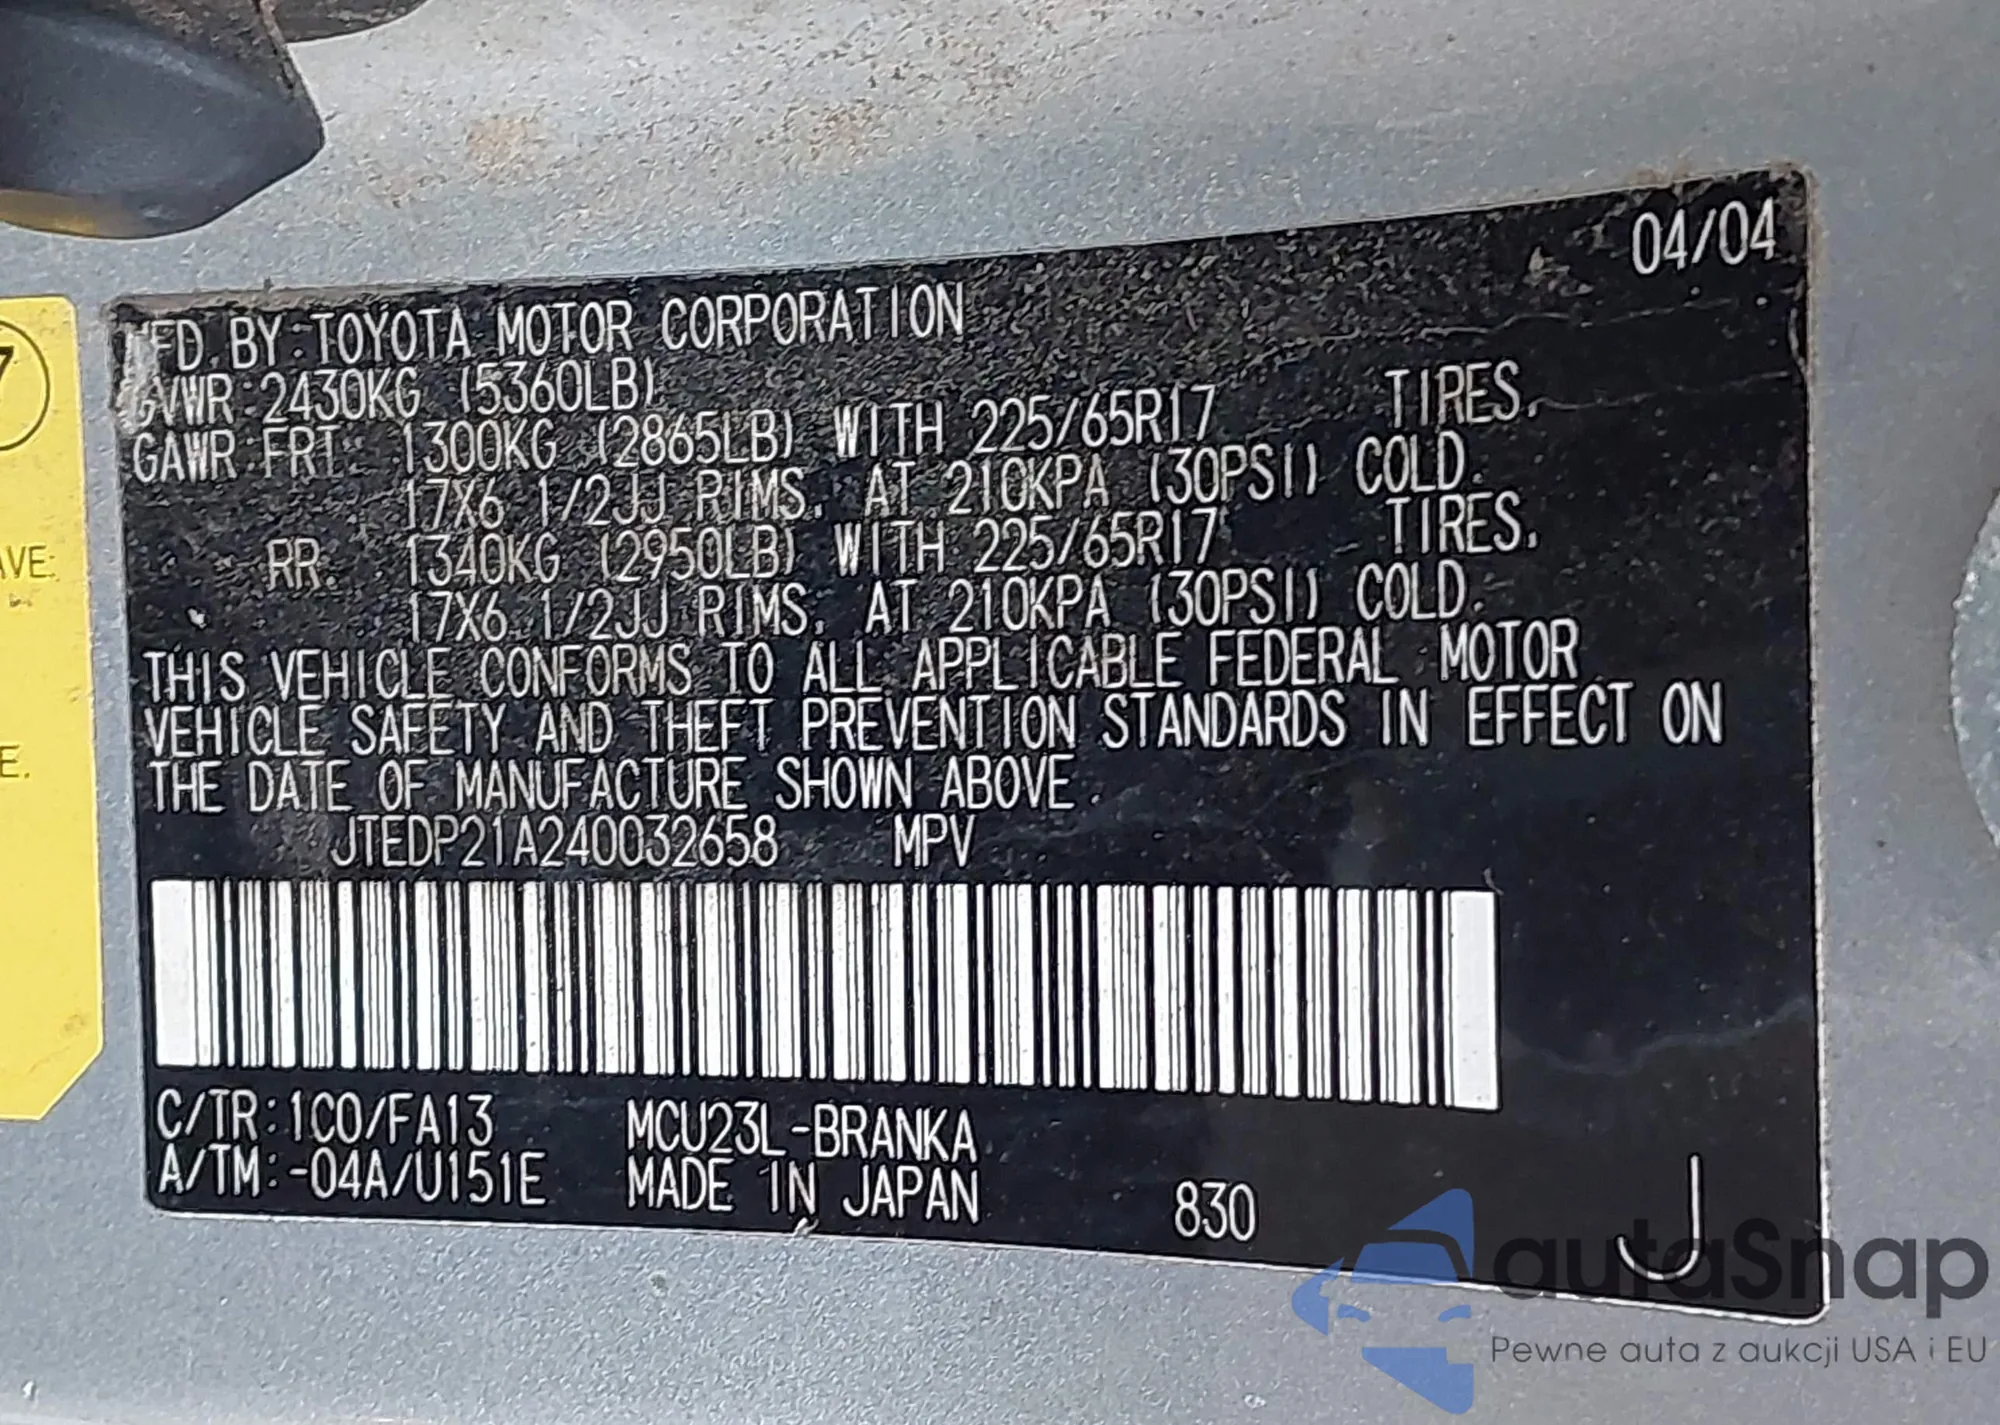 04/04
MFD. BY:TOYOTA MOTOR CORPORATION
GVWR:2430KG (5360LB)
GAWR:FRT. 1300KG (2865LB) WITH 225/65R17 TIRES.
17X6 1/2JJ RIMS, AT 210KPA (30PSI) COLD.
RR. 1340KG (2950LB) WITH 225/65R17 TIRES,
17X6 1/2JJ RIMS, AT 210KPA (30PSI) COLD.
THIS VEHICLE CONFORMS TO ALL APPLICABLE FEDERAL MOTOR
VEHICLE SAFETY AND THEFT PREVENTION STANDARDS IN EFFECT ON
THE DATE OF MANUFACTURE SHOWN ABOVE.
JTEDP21A240032658 MPV
C/TR:1C0/FA13 MCU23L-BRANKA
A/TM:-04A/U151E MADE IN JAPAN 830 J
7
AVE:
E.
autaSnap
Pewne auta z aukcji USA i EU